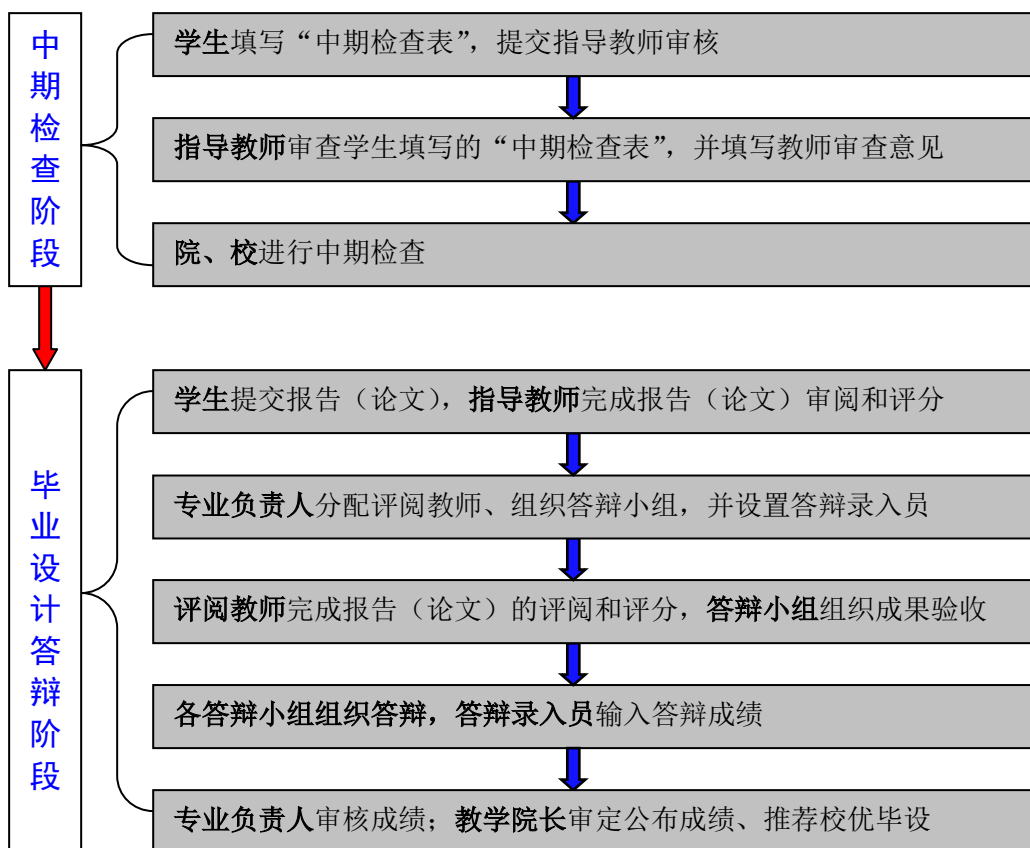 中期检查阶段
学生填写“中期检查表”，提交指导教师审核
指导教师审查学生填写的“中期检查表”，并填写教师审查意见
院、校进行中期检查
毕业设计答辩阶段
学生提交报告（论文），指导教师完成报告（论文）审阅和评分
专业负责人分配评阅教师、组织答辩小组，并设置答辩录入员
评阅教师完成报告（论文）的评阅和评分，答辩小组组织成果验收
各答辩小组组织答辩，答辩录入员输入答辩成绩
专业负责人审核成绩；教学院长审定公布成绩、推荐校优毕设